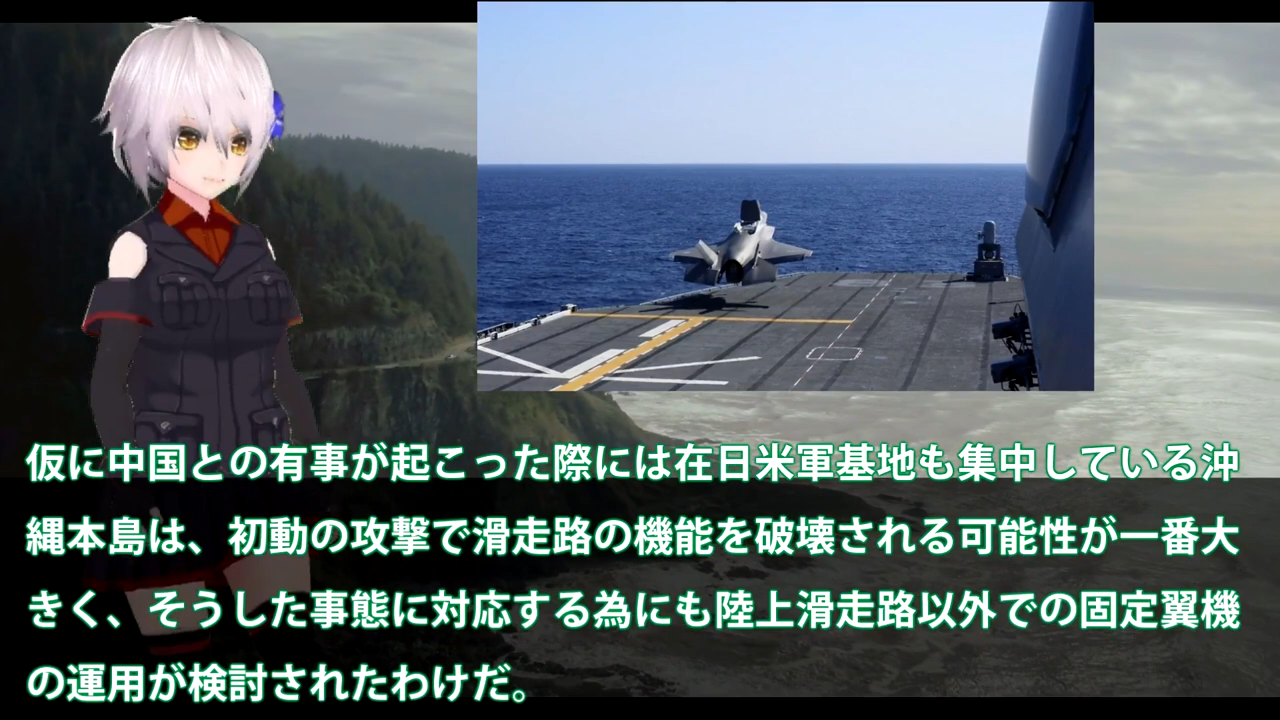 仮に中国との有事が起こった際には在日米軍基地も集中している沖
縄本島は、初動の攻撃で滑走路の機能を破壊される可能性が一番大
きく、そうした事態に対応する為にも陸上滑走路以外での固定翼機
の運用が検討されたわけだ。